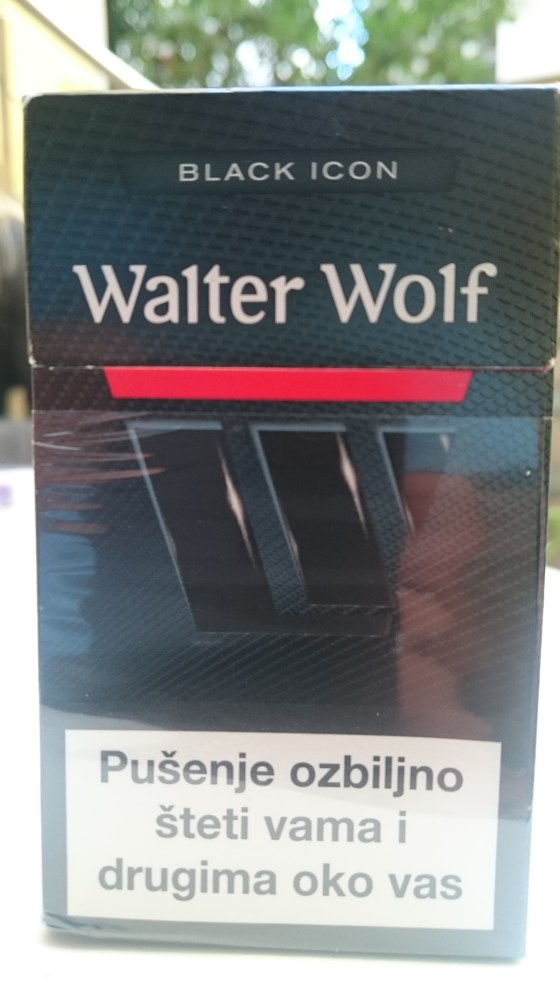 BLACK ICON
Walter Wolf
Pušenje ozbiljno
šteti vama i
drugima oko vas